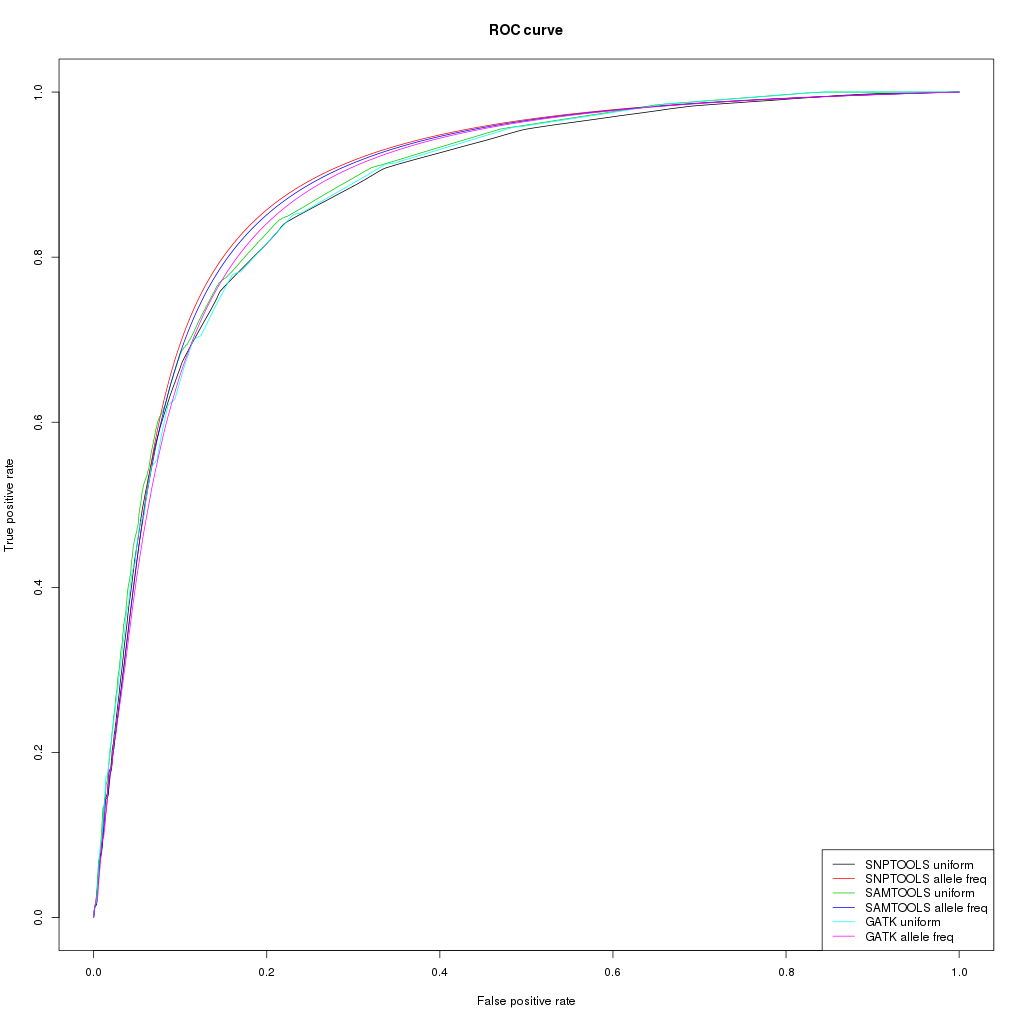 ROC curve
True positive rate
1.0
0.8
0.6
0.4
0.2
0.0
SNPTOOLS uniform
SNPTOOLS allele freq
SAMTOOLS uniform
SAMTOOLS allele freq
GATK uniform
GATK allele freq
0.0 0.2 0.4 0.6 0.8 1.0
False positive rate